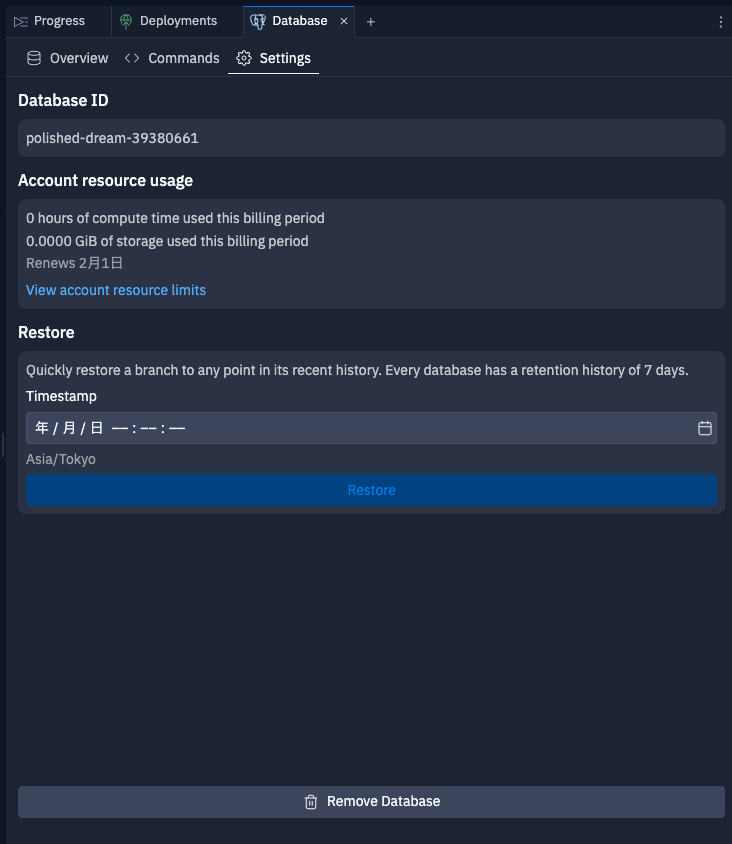 Progress Deployments Database
Overview Commands Settings
Database ID
polished-dream-39380661
Account resource usage
0 hours of compute time used this billing period
0.0000 GiB of storage used this billing period
Renews 2月1日
View account resource limits
Restore
Quickly restore a branch to any point in its recent history. Every database has a retention history of 7 days.
Timestamp
年 / 月 / 日 -- : -- : --
Asia/Tokyo
Restore
Remove Database